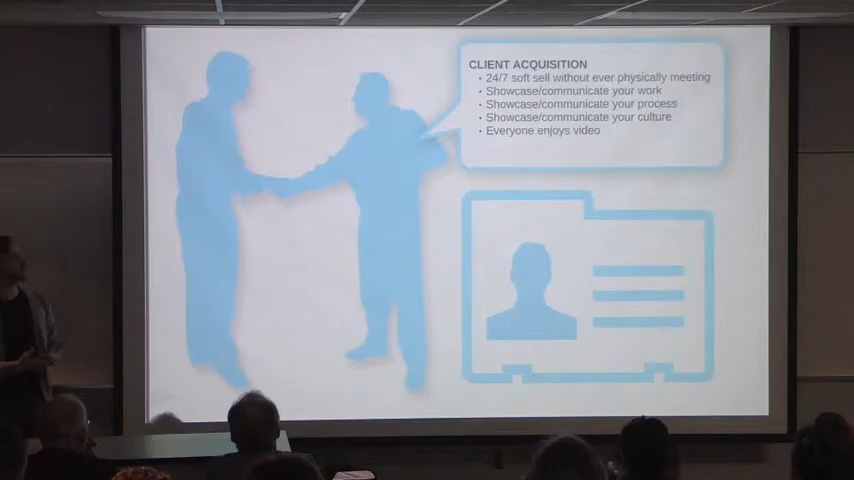 CLIENT ACQUISITION
• 24/7 soft sell without ever physically meeting
• Showcase/communicate your work
• Showcase/communicate your process
• Showcase/communicate your culture
• Everyone enjoys video